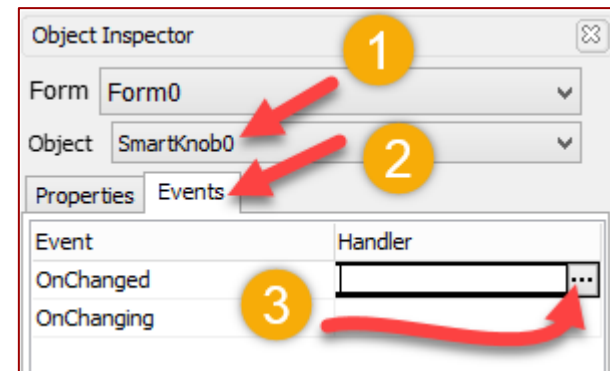 Object Inspector
1
Form Form0
Object SmartKnob0
2
Properties Events
Event Handler
OnChanged ...
3
OnChanging